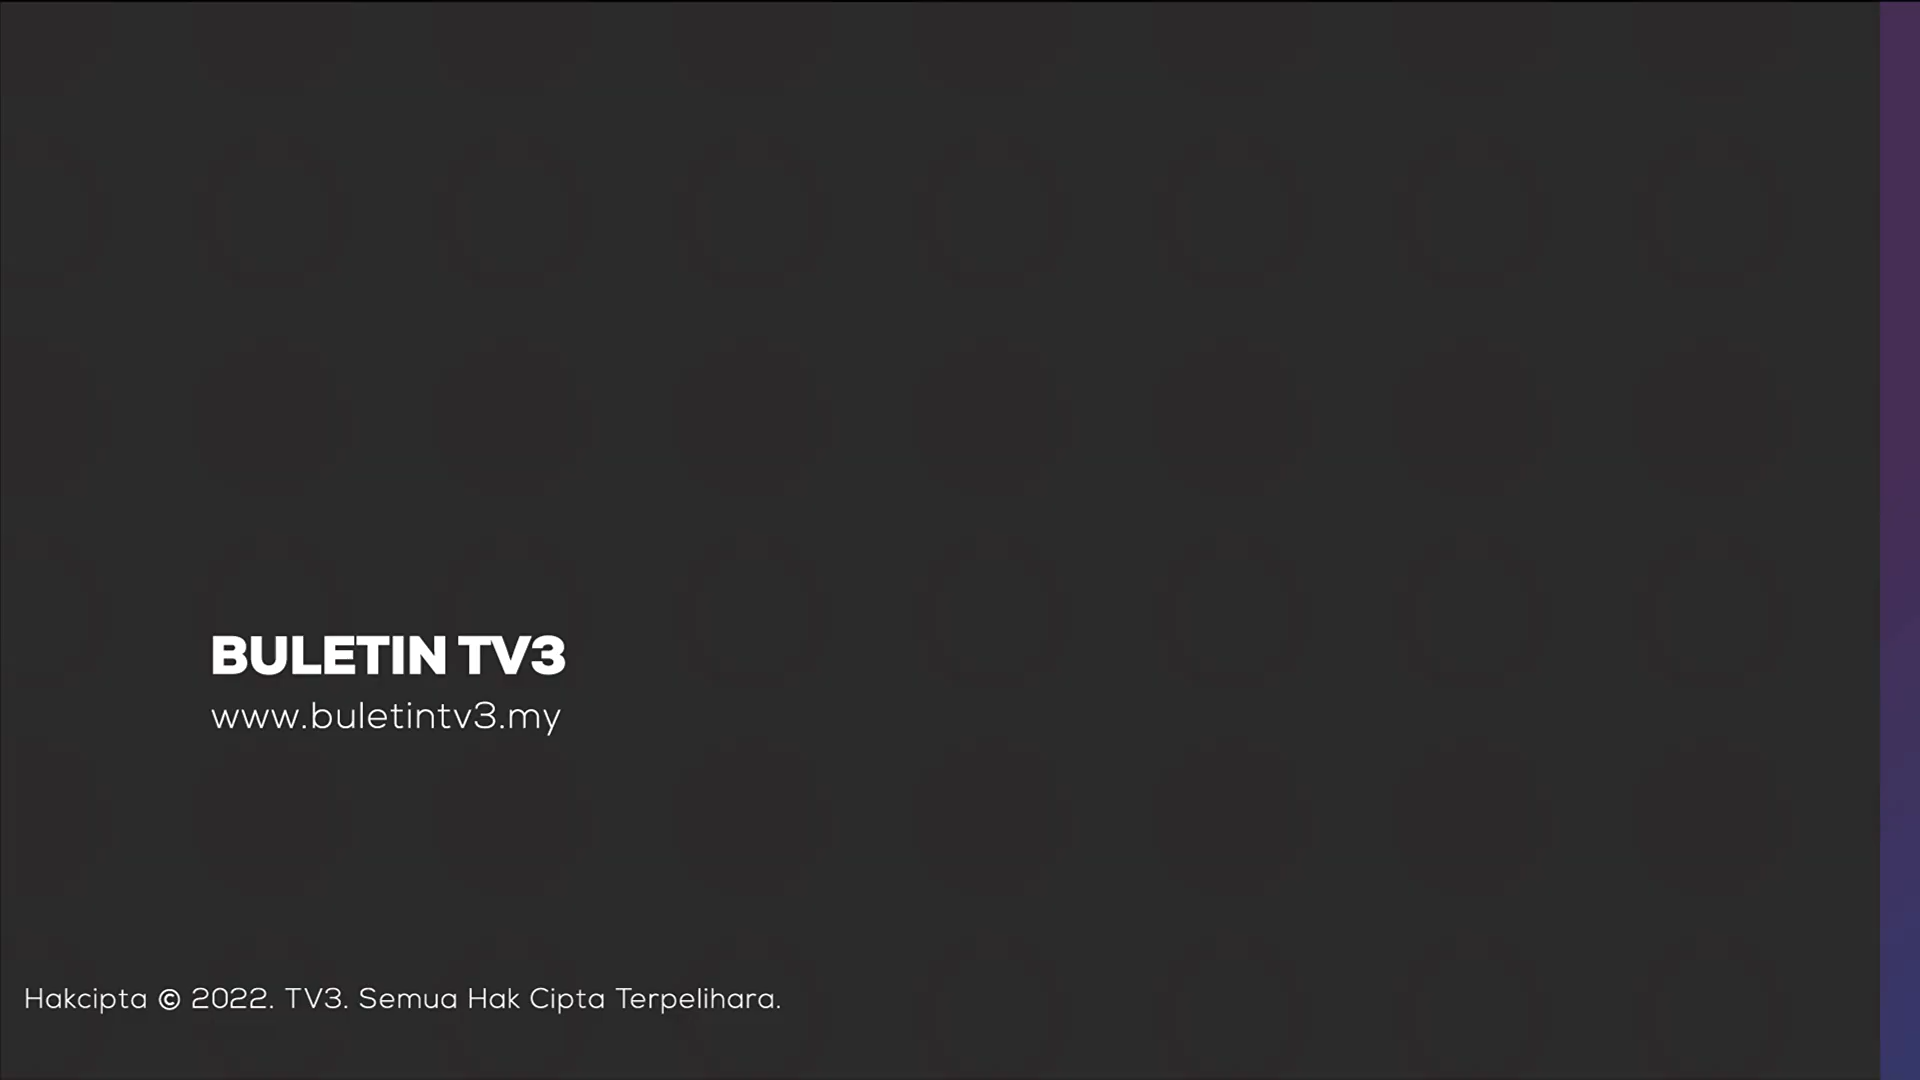 BULETIN TV3
www.buletintv3.my
Hakcipta © 2022. TV3. Semua Hak Cipta Terpelihara.